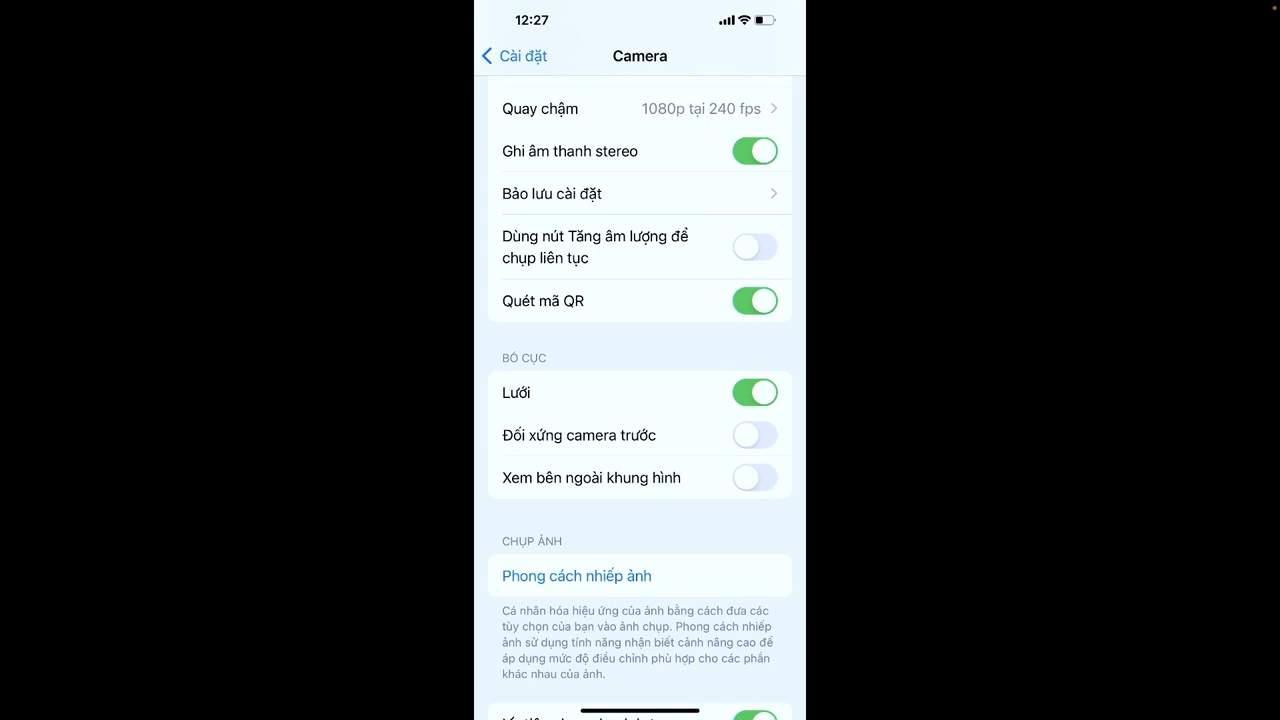 12:27
Cài đặt
Camera
Quay chậm
1080p tại 240 fps
Ghi âm thanh stereo
Bảo lưu cài đặt
Dùng nút Tăng âm lượng để
chụp liên tục
Quét mã QR
BỐ CỤC
Lưới
Đối xứng camera trước
Xem bên ngoài khung hình
CHỤP ẢNH
Phong cách nhiếp ảnh
Cá nhân hóa hiệu ứng của ảnh bằng cách đưa các
tùy chọn của bạn vào ảnh chụp. Phong cách nhiếp
ảnh sử dụng tính năng nhận biết cảnh nâng cao để
áp dụng mức độ điều chỉnh phù hợp cho các phần
khác nhau của ảnh.